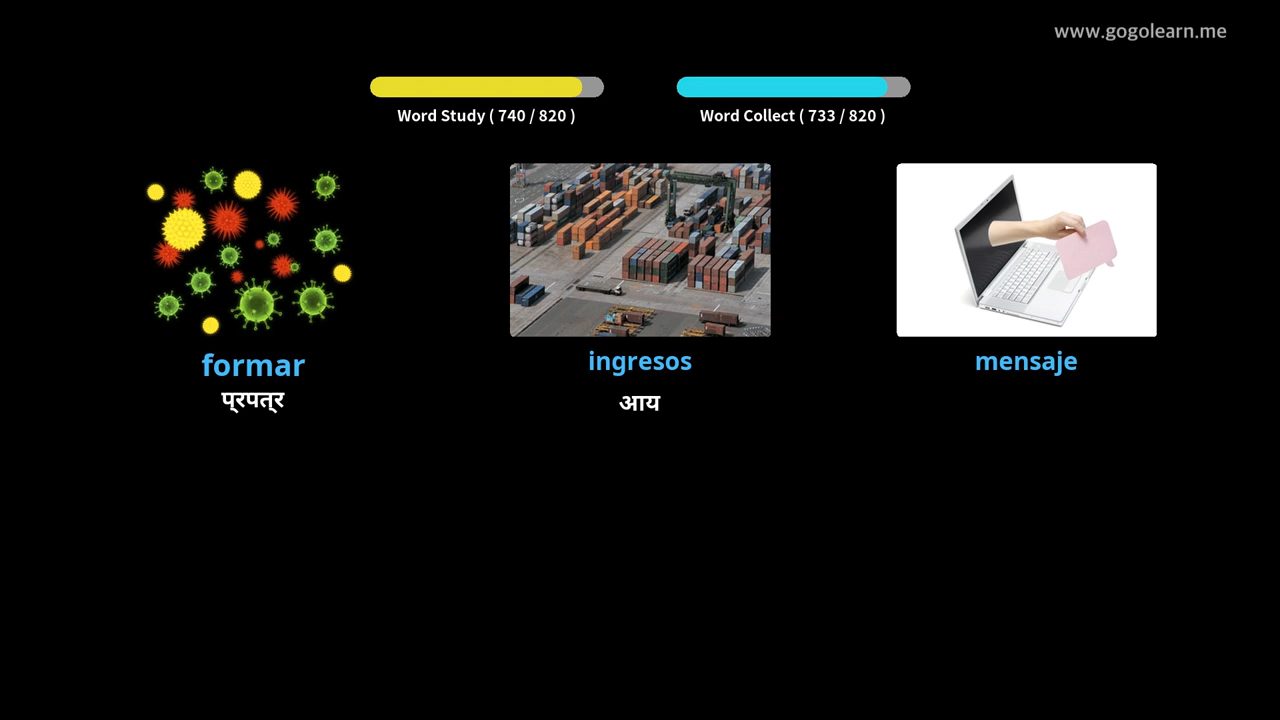 www.gogolearn.me
Word Study ( 740 / 820 )
Word Collect ( 733 / 820 )
formar
ingresos
mensaje
प्रपत्र
आय